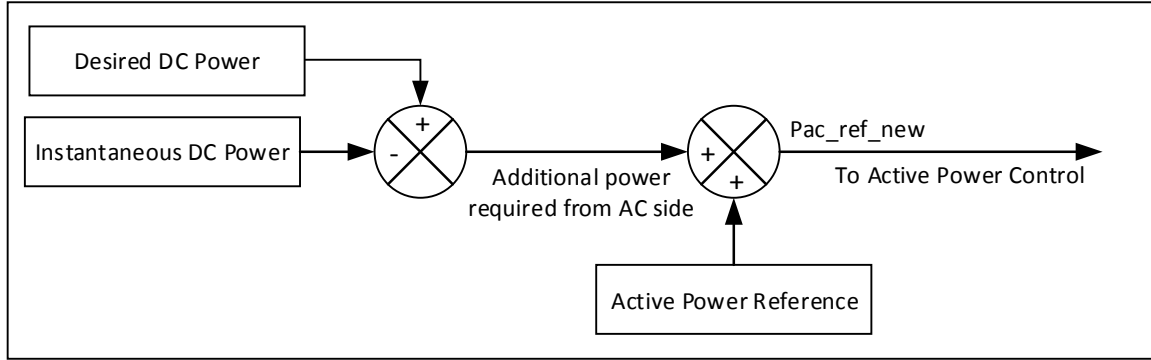 Desired DC Power
+
Instantaneous DC Power
-
Additional power
required from AC side
+
+
Pac_ref_new
To Active Power Control
Active Power Reference